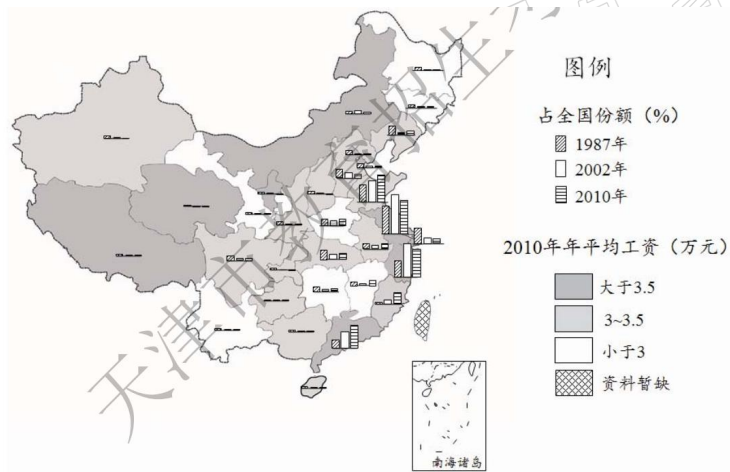 图例
占全国份额(%)
1987年
2002年
2010年
2010年年平均工资(万元)
大于3.5
3~3.5
小于3
资料暂缺
南海诸岛
天津市教育招生考